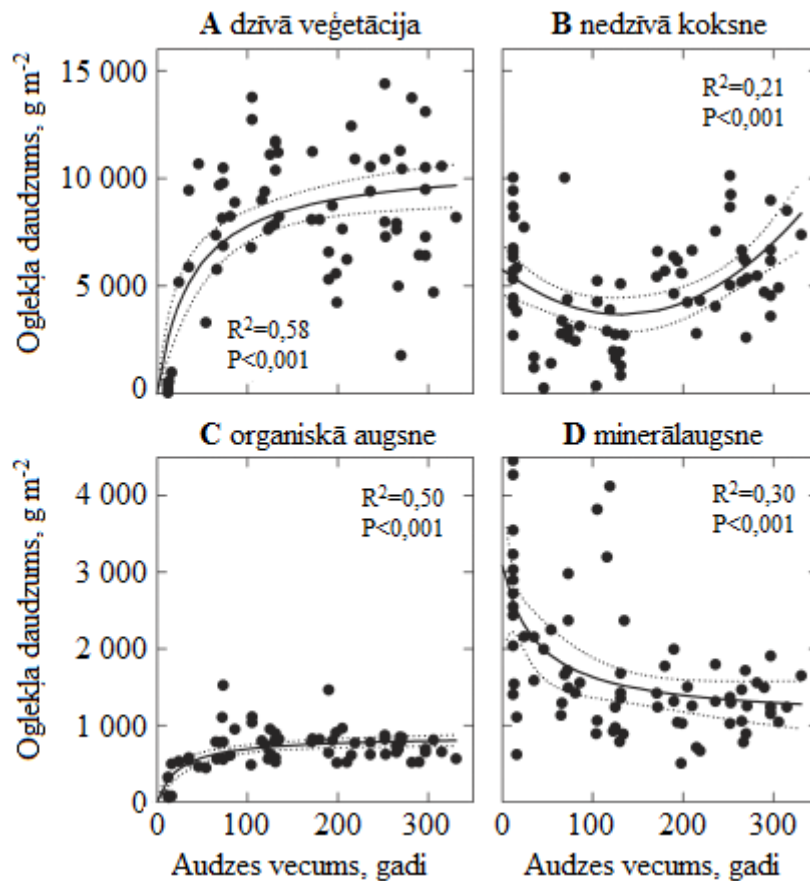 A dzīvā veģetācija
B nedzīvā koksne
Oglekļa daudzums, g m-2
15 000
10 000
5 000
0
R2=0,58
P<0,001
R2=0,21
P<0,001
C organiskā augsne
D minerālaugsne
Oglekļa daudzums, g m-2
4 000
3 000
2 000
1 000
0
R2=0,50
P<0,001
R2=0,30
P<0,001
0 100 200 300
0 100 200 300
Audzes vecums, gadi
Audzes vecums, gadi